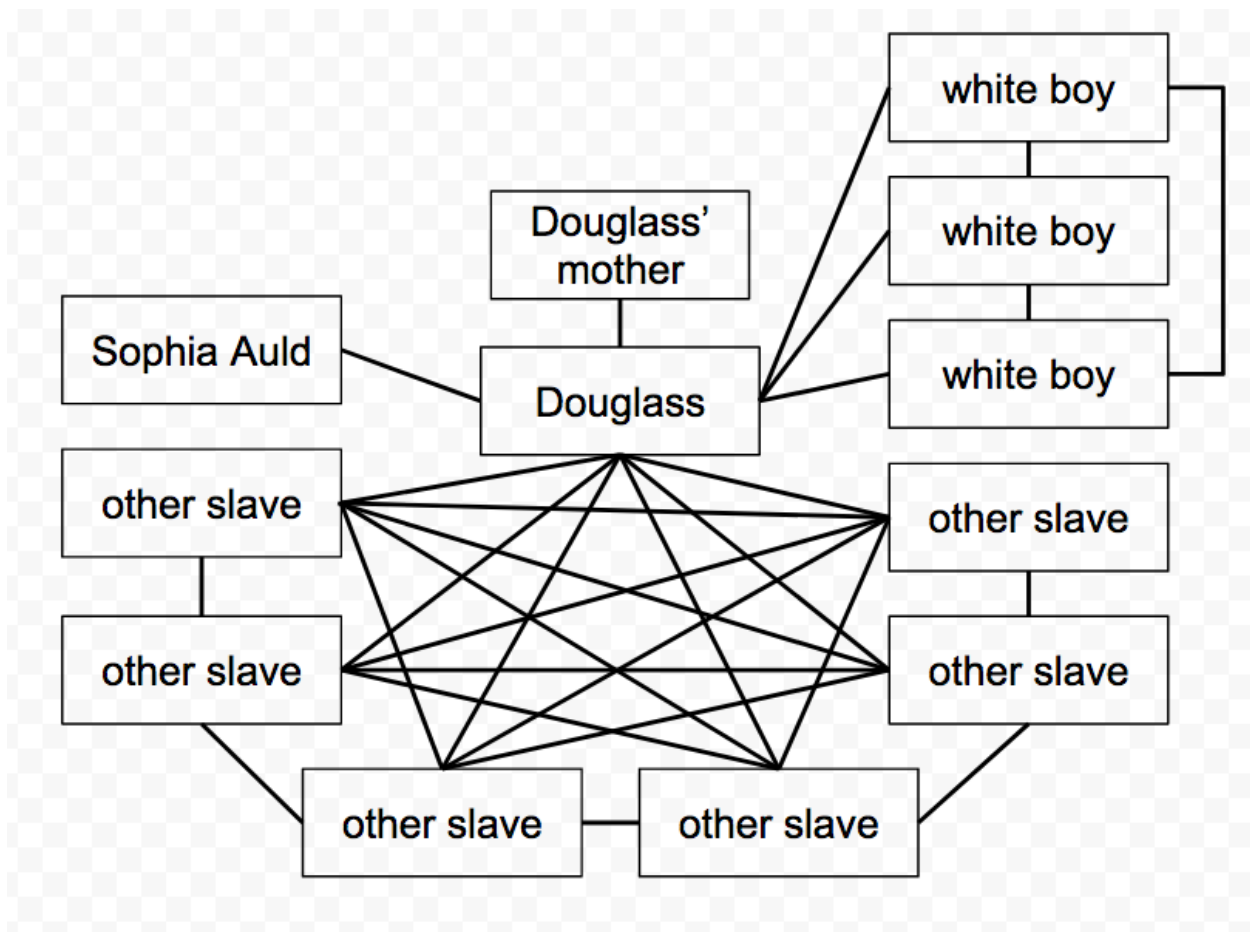 white boy
Douglass’
mother
white boy
Sophia Auld
white boy
Douglass
other slave
other slave
other slave
other slave
other slave
other slave